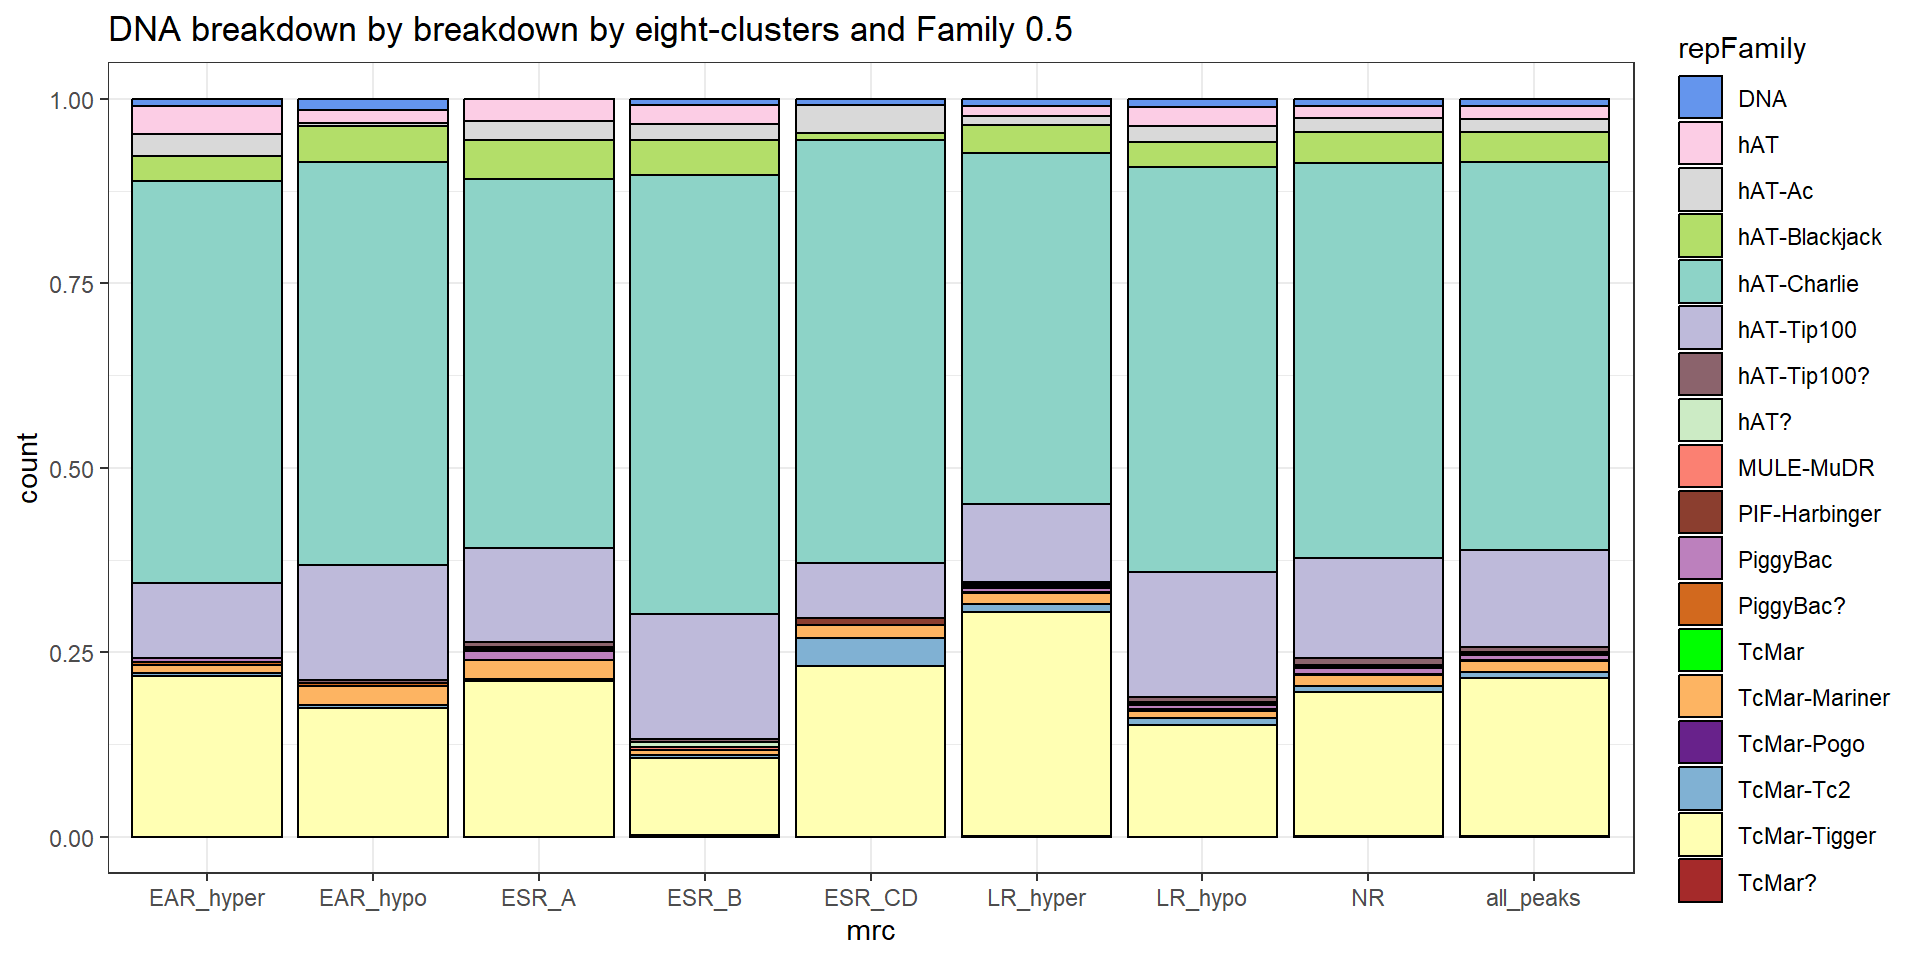 DNA breakdown by breakdown by eight-clusters and Family 0.5
repFamily
DNA
hAT
hAT-Ac
hAT-Blackjack
hAT-Charlie
hAT-Tip100
hAT-Tip100?
hAT?
MULE-MuDR
PIF-Harbinger
PiggyBac
PiggyBac?
TcMar
TcMar-Mariner
TcMar-Pogo
TcMar-Tc2
TcMar-Tigger
TcMar?
count
1.00
0.75
0.50
0.25
0.00
EAR_hyper EAR_hypo ESR_A ESR_B ESR_CD LR_hyper LR_hypo NR all_peaks
mrc